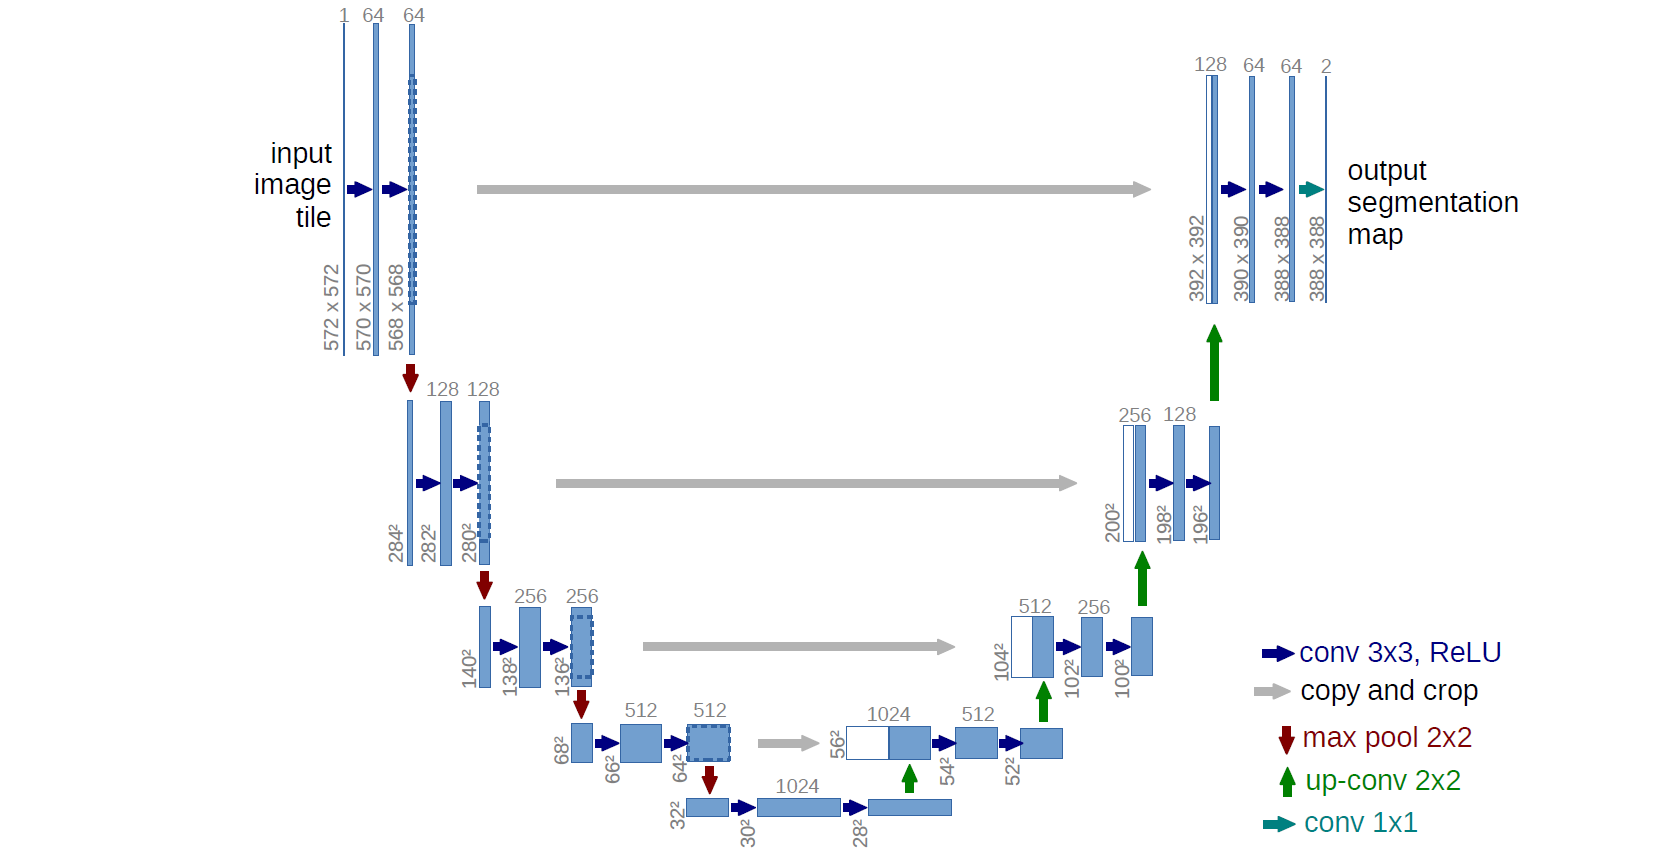 1 64 64
input
image
tile
572 x 572
570 x 570
568 x 568
128 64 64 2
392 x 392
390 x 390
388 x 388
388 x 388
output
segmentation
map
128 128
284²
282²
280²
256 128
200²
198²
196²
256 256
140²
138²
136²
512 256
104²
102²
100²
512 512
68²
66²
64²
1024 512
56²
54²
52²
1024
32²
30²
28²
conv 3x3, ReLU
copy and crop
max pool 2x2
up-conv 2x2
conv 1x1